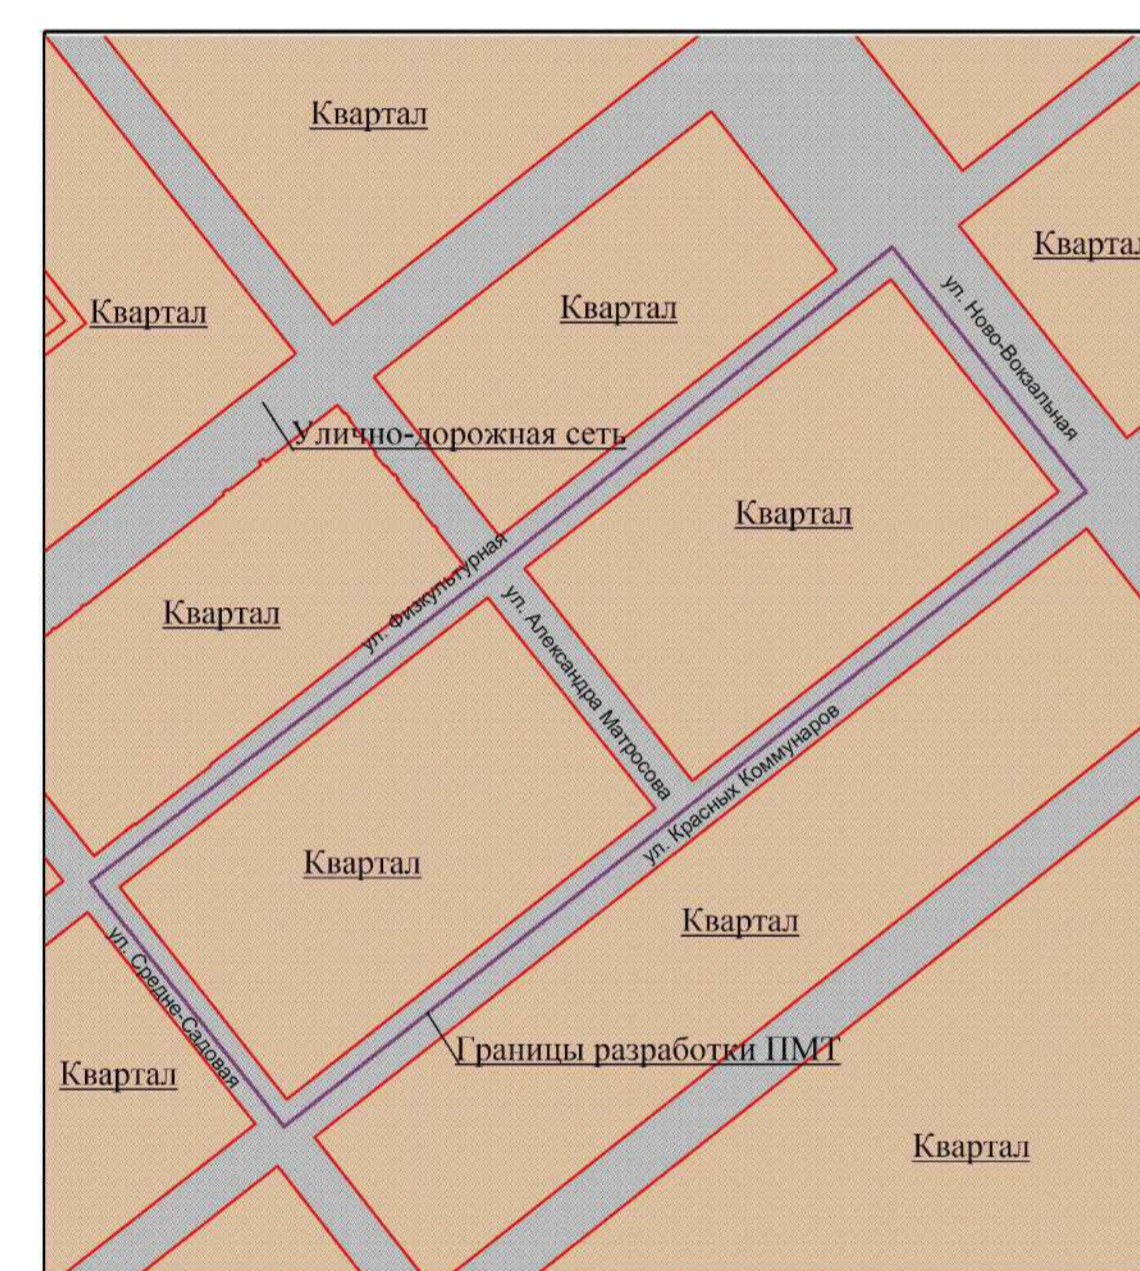 Квартал
Кварта
Квартал
Квартал
ул. Ново-Вокзальная
Улично-дорожная сеть
Квартал
ул. Физкультурная
Квартал
ул. Александра Матросова
ул. Красных Коммунаров
Квартал
Квартал
ул. Средне-Садовая
Границы разработки ПМТ
Квартал
Квартал